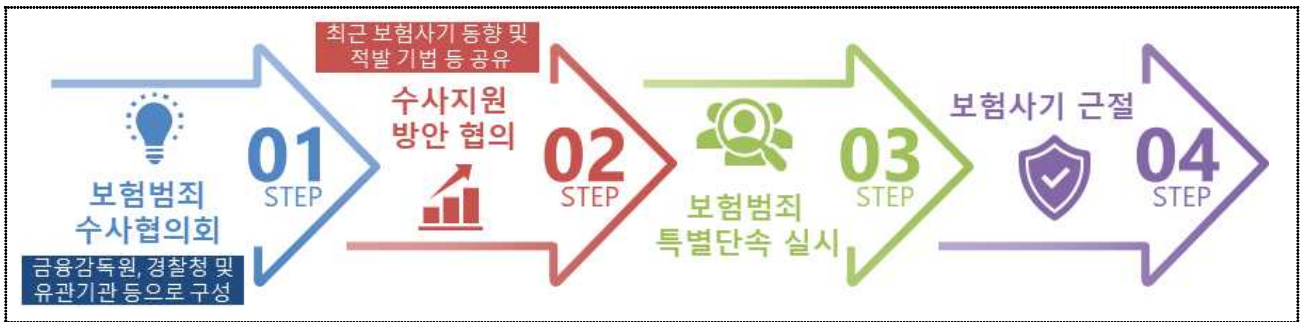 보험범죄
수사협의회
금융감독원, 경찰청 및
유관기관 등으로 구성
01
STEP
최근 보험사기 동향 및
적발 기법 등 공유
수사지원
방안 협의
02
STEP
보험범죄
특별단속 실시
03
STEP
보험사기 근절
04
STEP